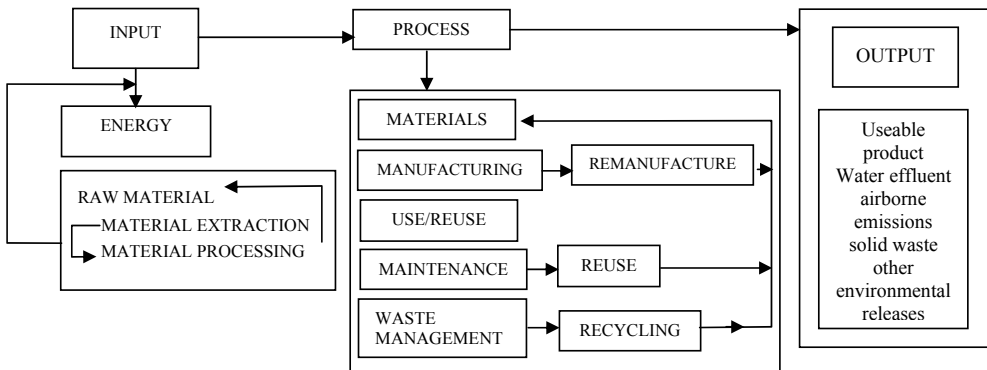 INPUT
PROCESS
OUTPUT
ENERGY
RAW MATERIAL
MATERIAL EXTRACTION
MATERIAL PROCESSING
MATERIALS
MANUFACTURING
REMANUFACTURE
USE/REUSE
MAINTENANCE
REUSE
WASTE
MANAGEMENT
RECYCLING
Useable
product
Water effluent
airborne
emissions
solid waste
other
environmental
releases